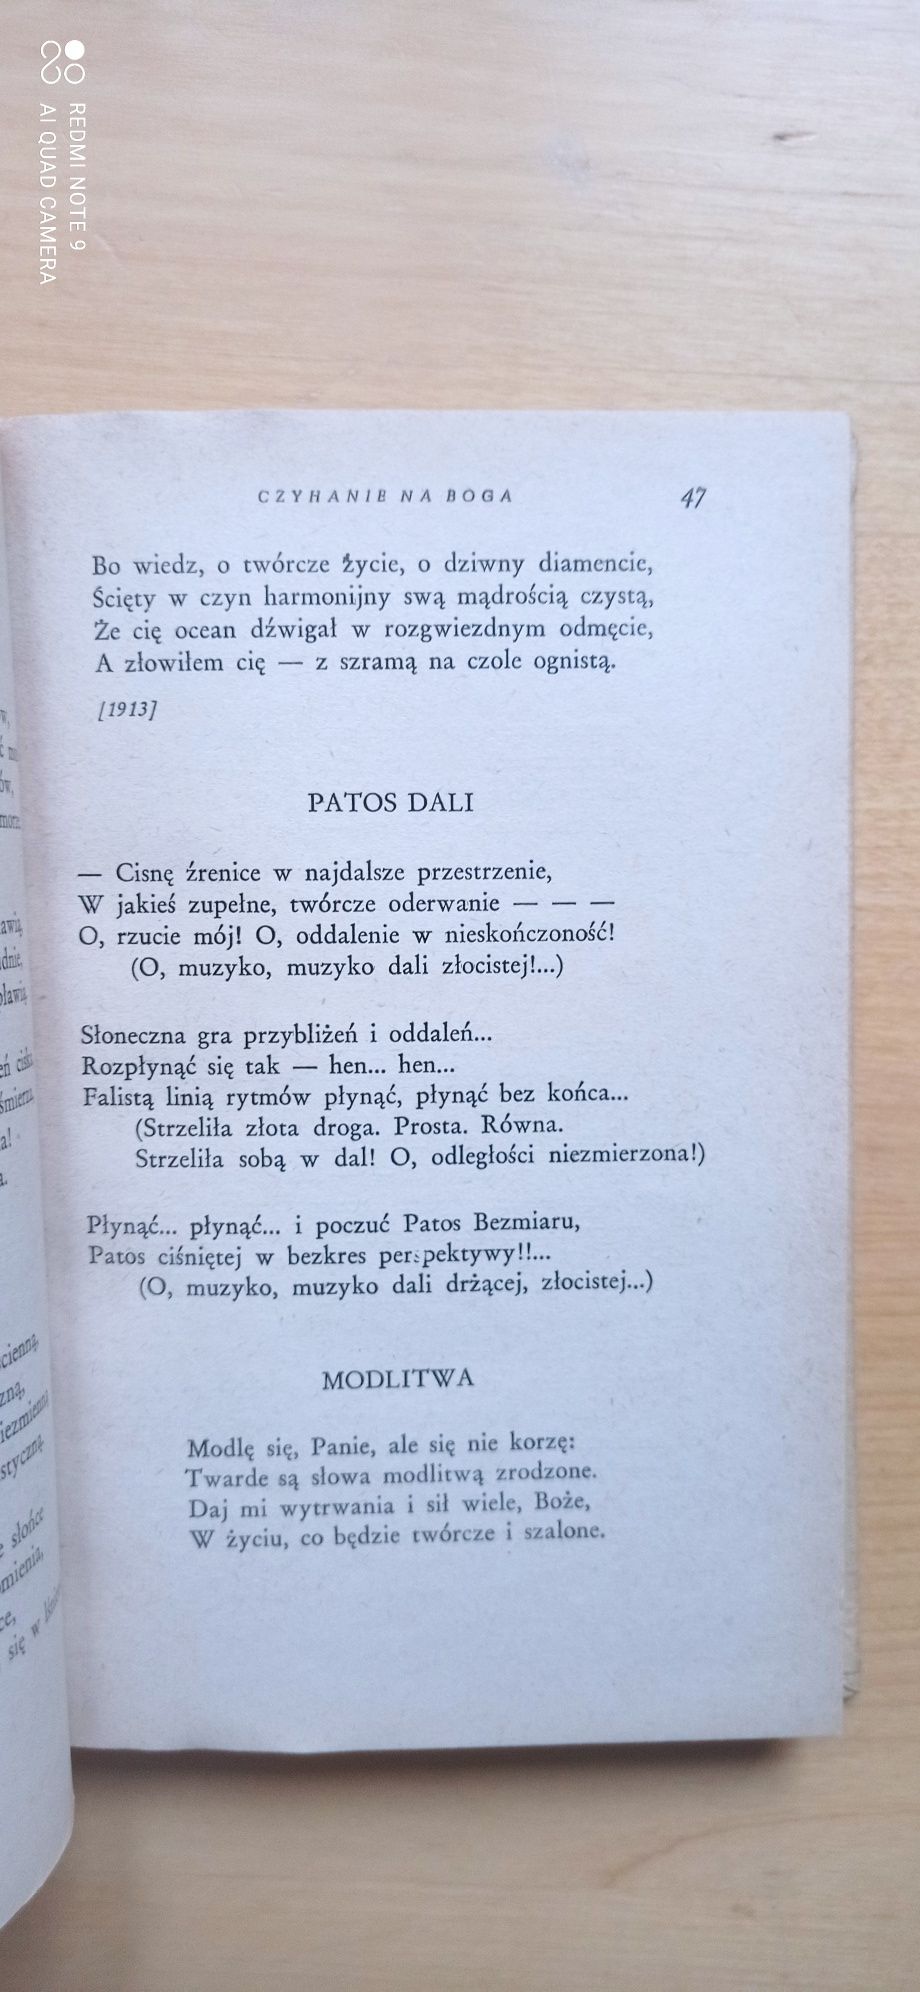 REDMI NOTE 9
AI QUAD CAMERA
CZYHANIE NA BOGA 47
Bo wiedz, o twórcze życie, o dziwny diamencie,
Ścięty w czyn harmonijny swą mądrością czystą,
Że cię ocean dźwigał w rozgwiezdnym odmęcie,
A złowiłem cię — z szramą na czole ognistą.
[1913]
PATOS DALI
— Cisnę źrenice w najdalsze przestrzenie,
W jakieś zupełne, twórcze oderwanie — — —
O, rzucie mój! O, oddalenie w nieskończoność!
(O, muzyko, muzyko dali złocistej!...)
Słoneczna gra przybliżeń i oddaleń...
Rozpłynąć się tak — hen... hen...
Falistą linią rytmów płynąć, płynąć bez końca...
(Strzeliła złota droga. Prosta. Równa.
Strzeliła sobą w dal! O, odległości niezmierzona!)
Płynąć... płynąć... i poczuć Patos Bezmiaru,
Patos ciśniętej w bezkres perspektywy!!...
(O, muzyko, muzyko dali drżącej, złocistej...)
MODLITWA
Modlę się, Panie, ale się nie korzę:
Twarde są słowa modlitwą zrodzone.
Daj mi wytrwania i sił wiele, Boże,
W życiu, co będzie twórcze i szalone.